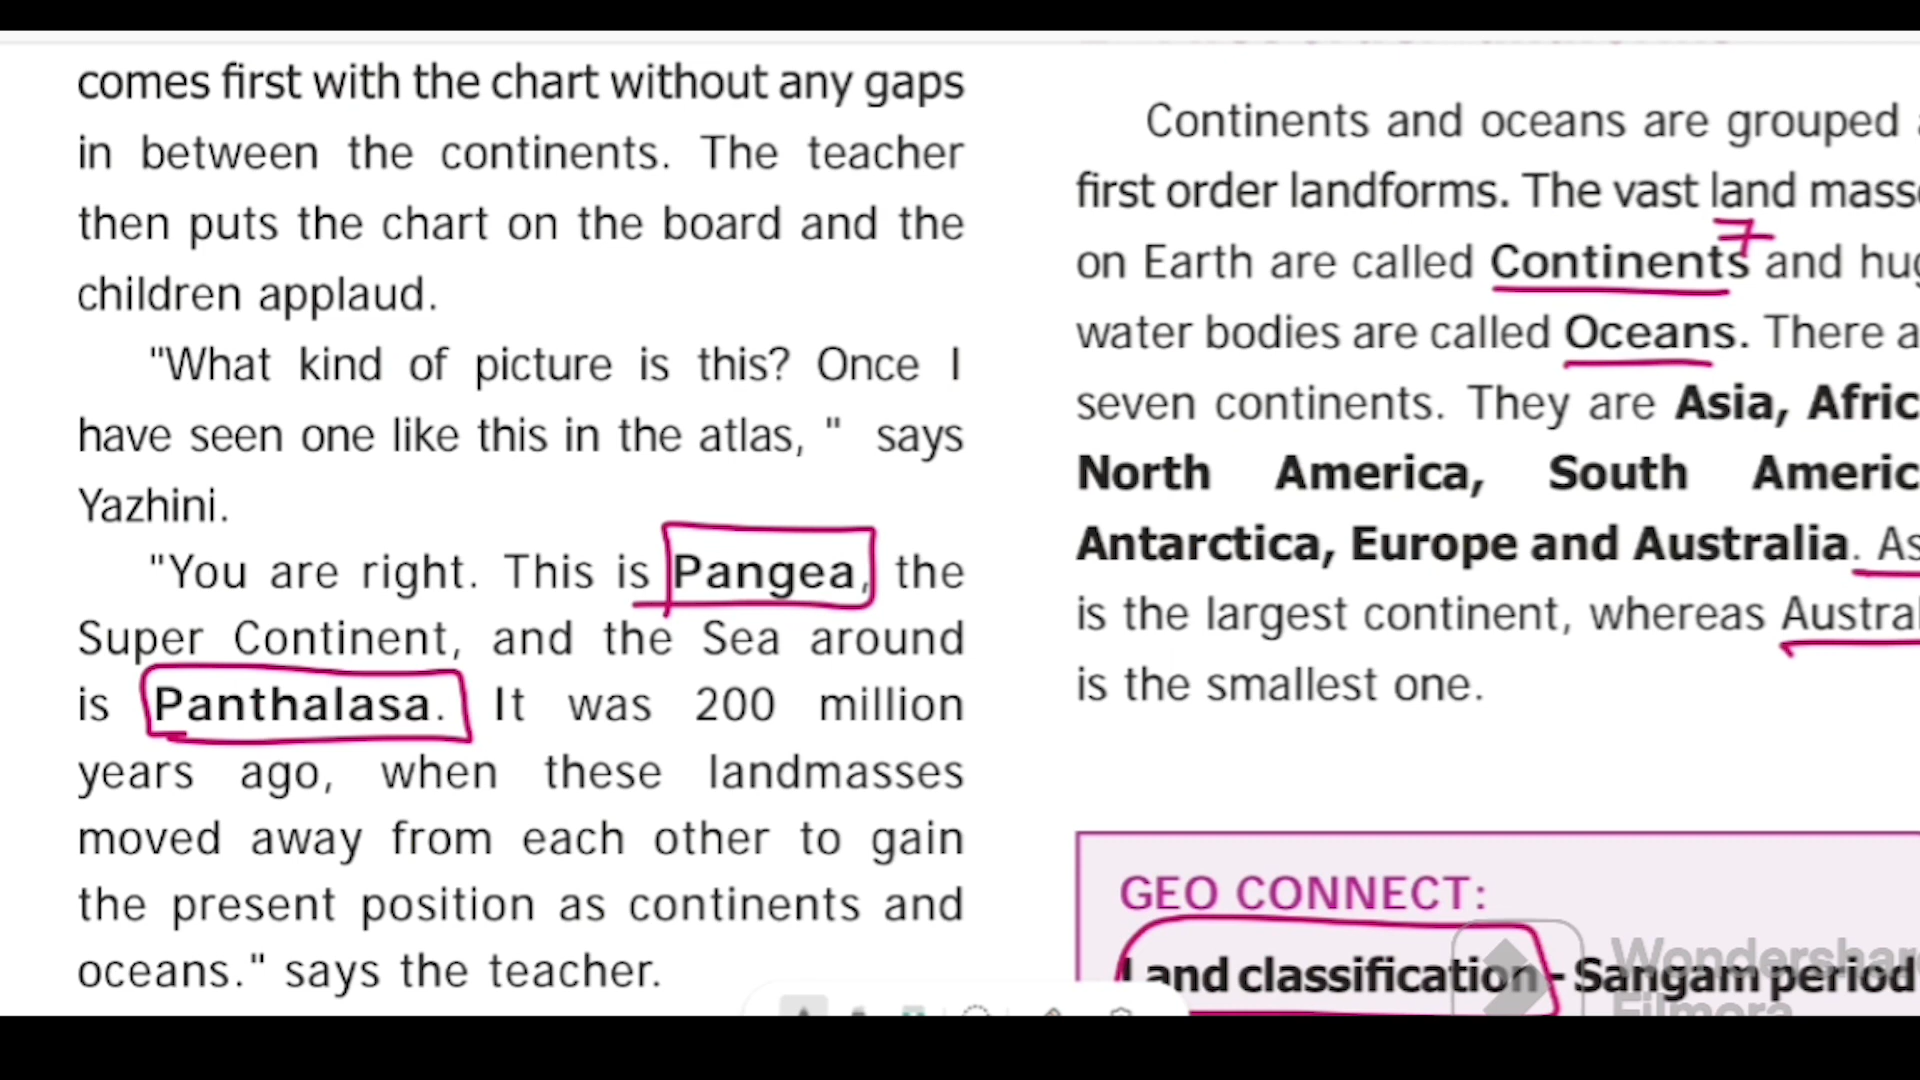 comes first with the chart without any gaps
in between the continents. The teacher
then puts the chart on the board and the
children applaud.
"What kind of picture is this? Once I
have seen one like this in the atlas, " says
Yazhini.
"You are right. This is Pangea, the
Super Continent, and the Sea around
is Panthalasa. It was 200 million
years ago, when these landmasses
moved away from each other to gain
the present position as continents and
oceans." says the teacher.
Continents and oceans are grouped
first order landforms. The vast land
7
on Earth are called Continents and
water bodies are called Oceans. There
seven continents. They are Asia,
North America, South
Antarctica, Europe and Australia.
is the largest continent, whereas
is the smallest one.
GEO CONNECT:
Land classification - Sangam period
Wondershare
Filmora